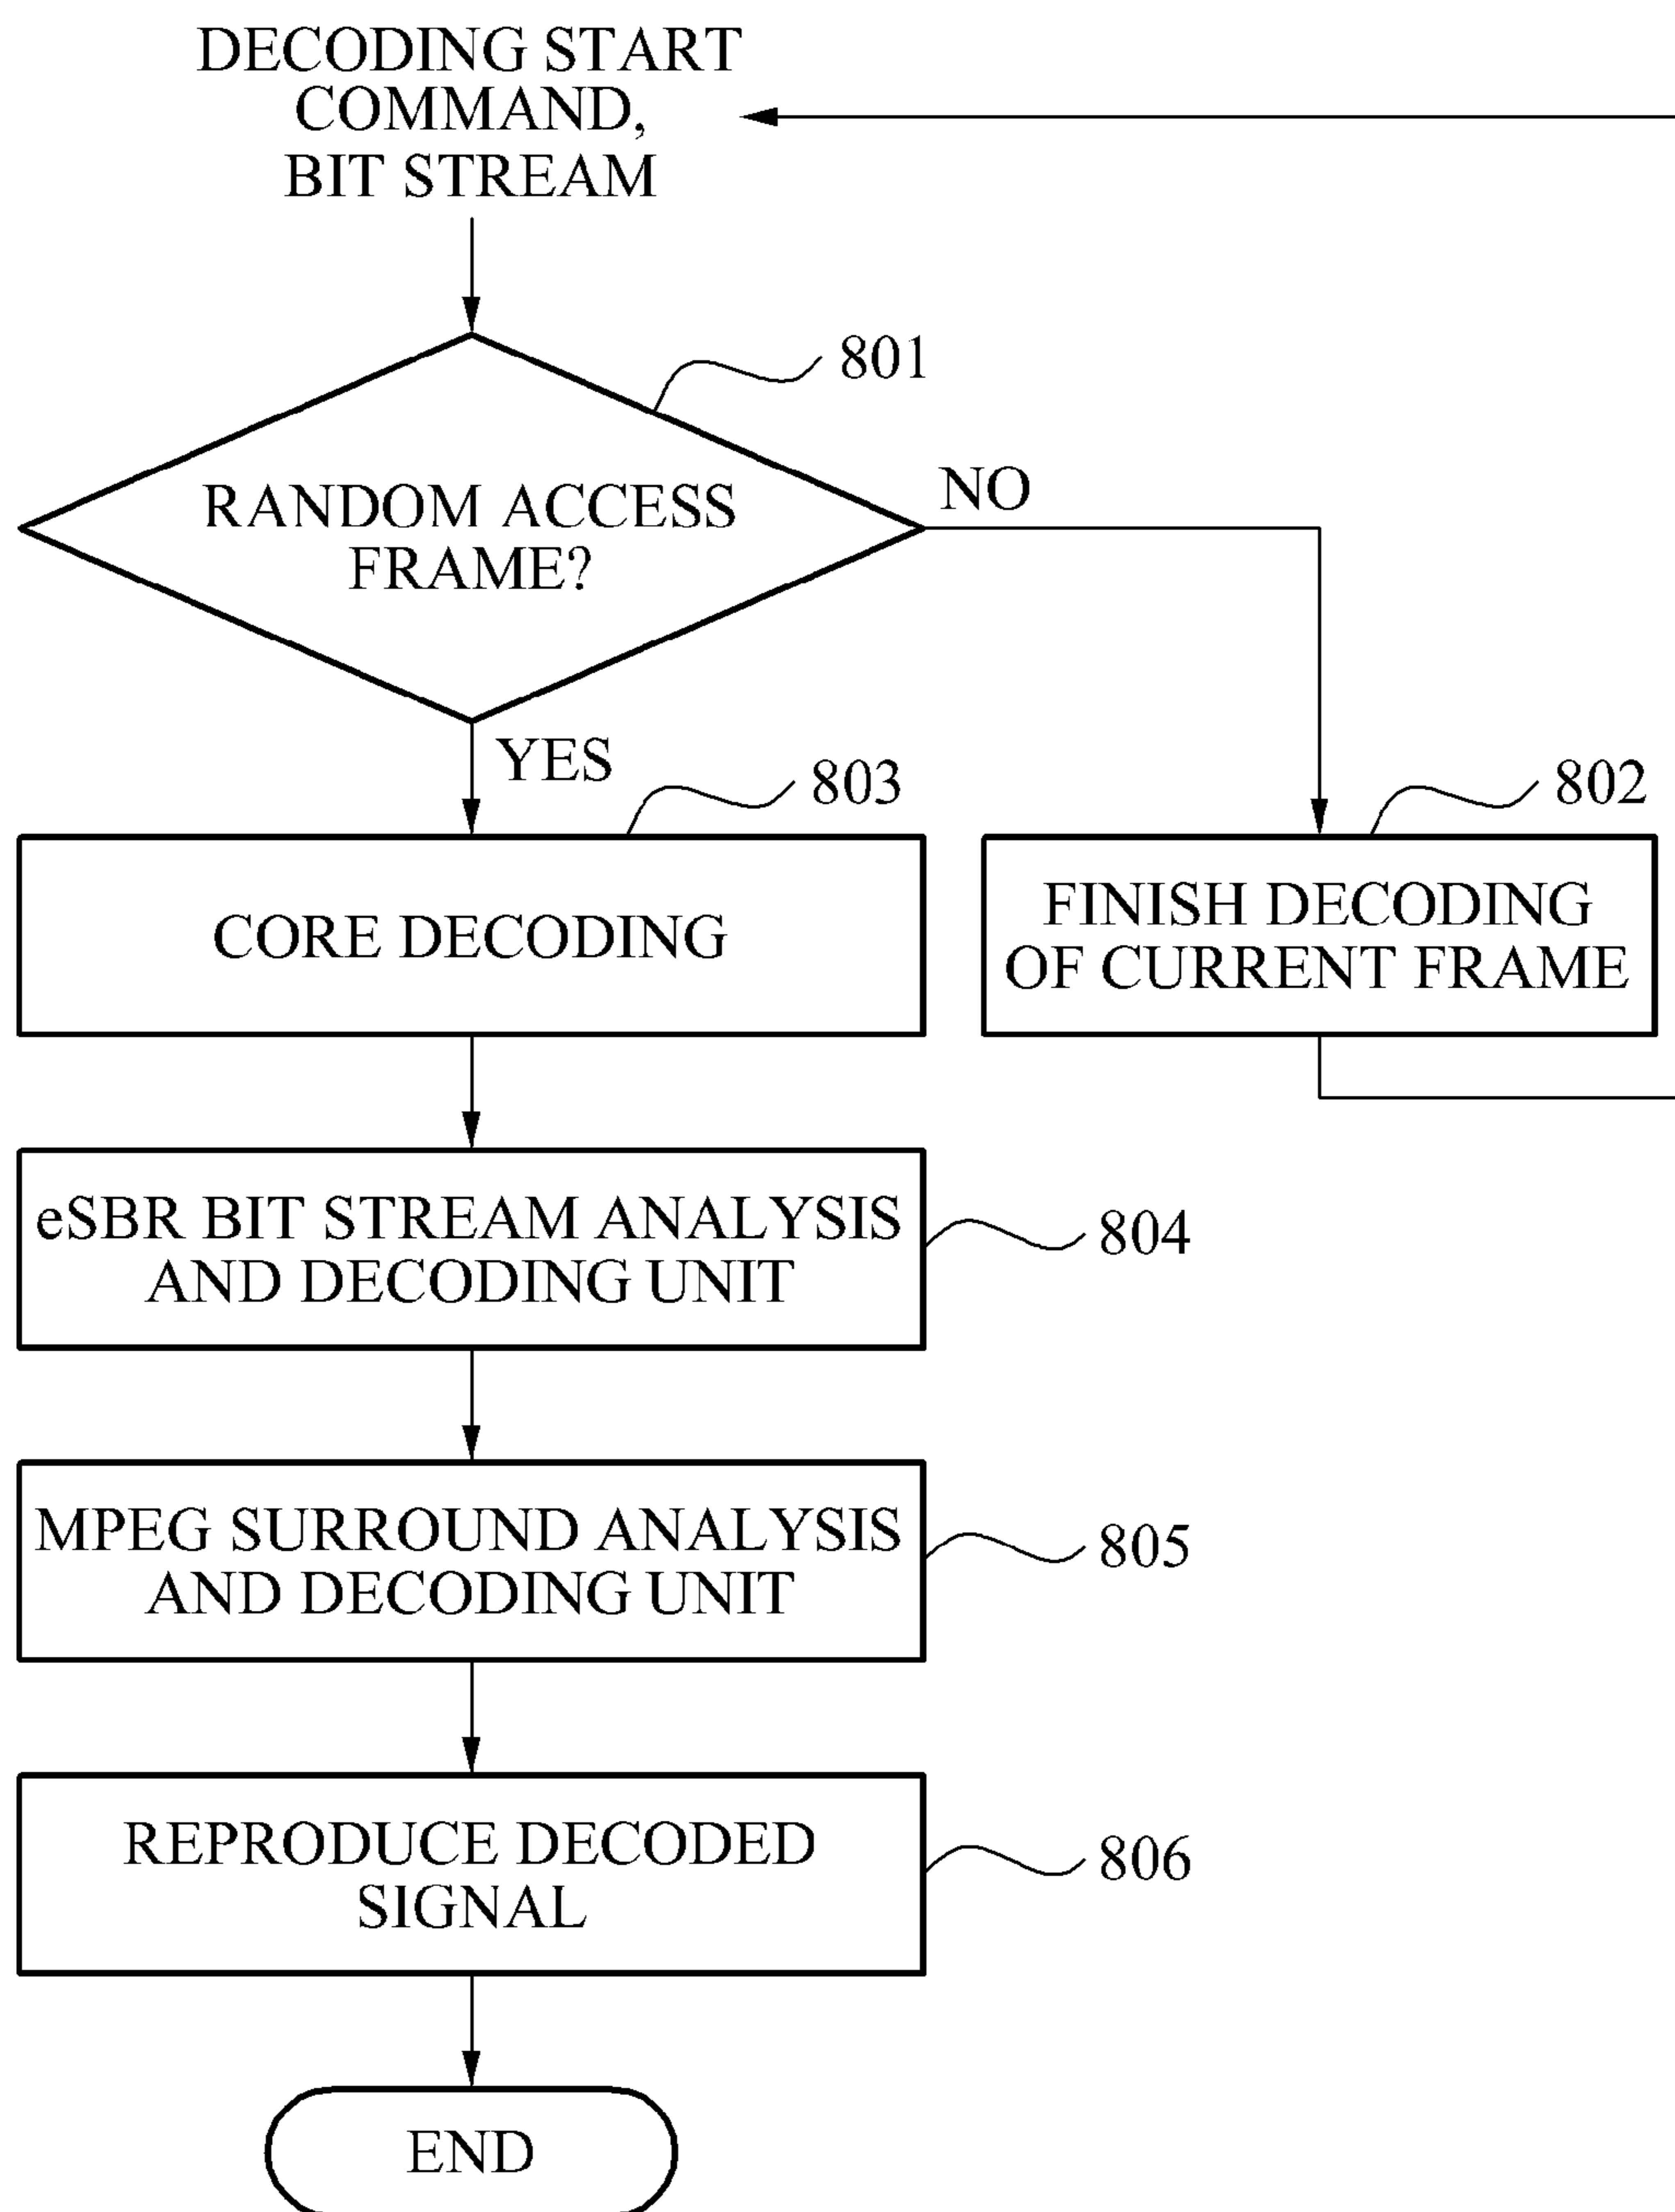 DECODING START
COMMAND,
BIT STREAM
801
RANDOM ACCESS
FRAME?
NO
YES
803
802
CORE DECODING
FINISH DECODING
OF CURRENT FRAME
eSBR BIT STREAM ANALYSIS
AND DECODING UNIT
804
MPEG SURROUND ANALYSIS
AND DECODING UNIT
805
REPRODUCE DECODED
SIGNAL
806
END